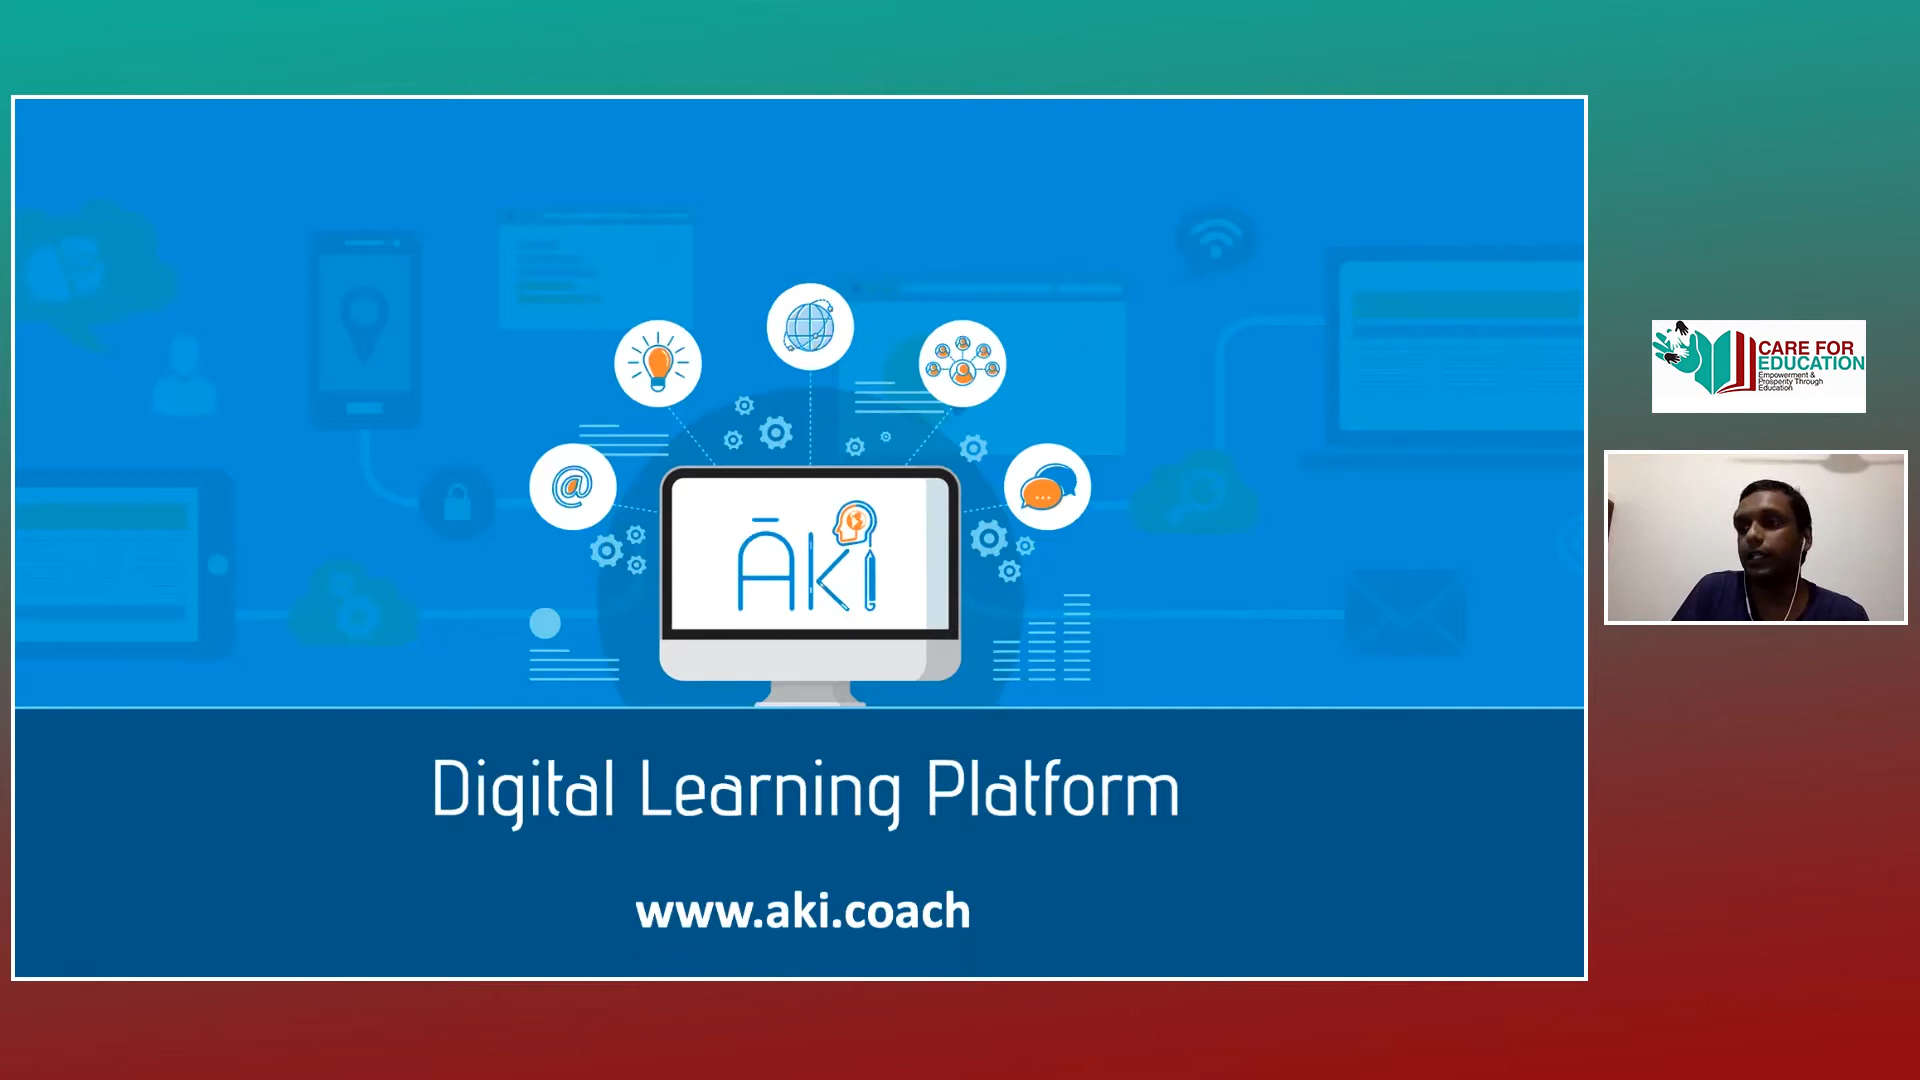 Āki
Digital Learning Platform
www.aki.coach
CARE FOR
EDUCATION
Empowerment &
Prosperity Through
Education
@